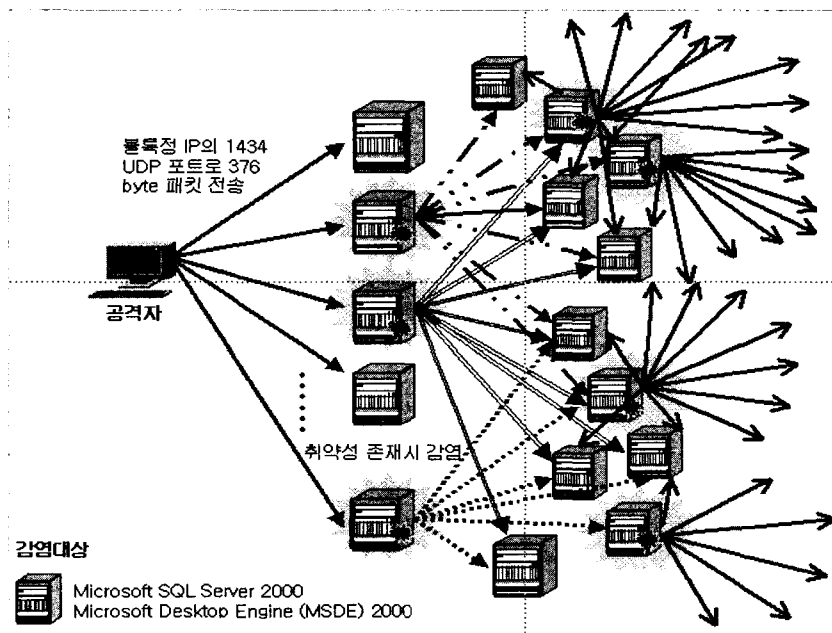 불특정 IP의 1434
UDP 포트로 376
byte 패킷 전송
공격자
취약성 존재시 감염
감염대상
Microsoft SQL Server 2000
Microsoft Desktop Engine (MSDE) 2000